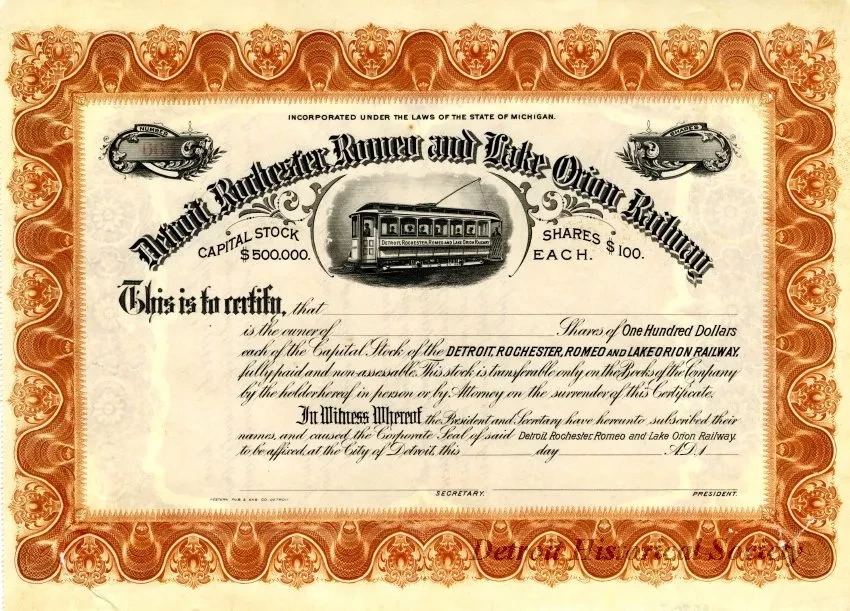 INCORPORATED UNDER THE LAWS OF THE STATE OF MICHIGAN.
NUMBER
SHARES
Detroit, Rochester, Romeo and Lake Orion Railway.
CAPITAL STOCK
$500.000.
SHARES $100.
EACH.
DETROIT, ROCHESTER, ROMEO AND LAKE ORION RAILWAY
This is to certify, that
is the owner of Shares of One Hundred Dollars
each of the Capital Stock of the DETROIT, ROCHESTER, ROMEO AND LAKE ORION RAILWAY,
fully paid and non-assessable. This stock is transferable only on the Books of the Company
by the holder hereof in person or by Attorney on the surrender of this Certificate.
In Witness Whereof, the President and Secretary have hereunto subscribed their
names, and caused the Corporate Seal of said Detroit, Rochester, Romeo and Lake Orion Railway.
to be affixed, at the City of Detroit, this day A.D.1
SECRETARY.
PRESIDENT.
DETROIT
Detroit Historical Society